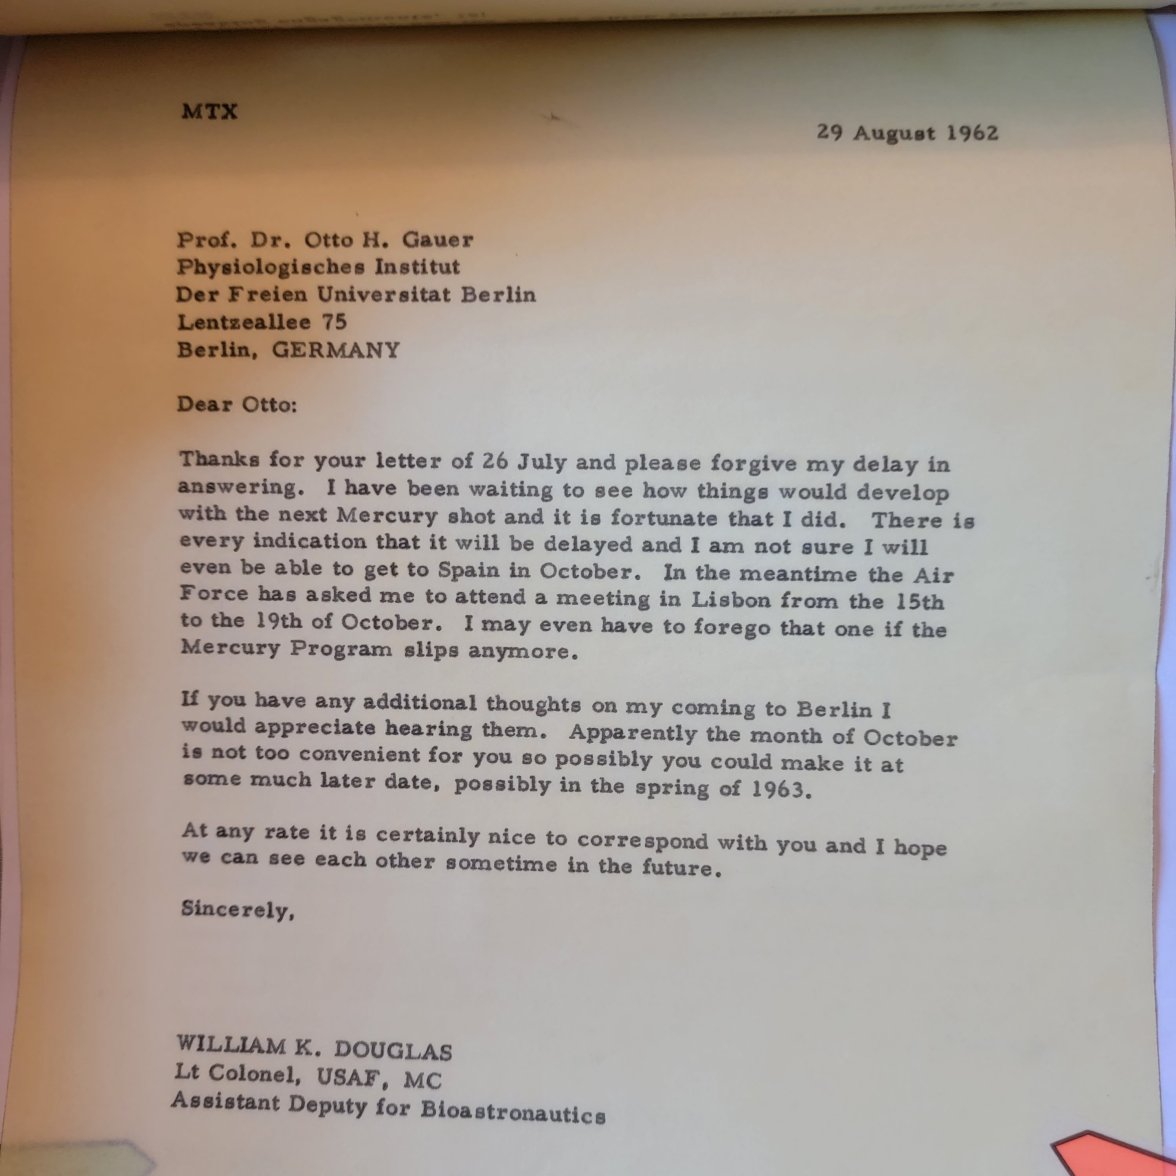 MTX
29 August 1962
Prof. Dr. Otto H. Gauer
Physiologisches Institut
Der Freien Universitat Berlin
Lentzeallee 75
Berlin, GERMANY
Dear Otto:
Thanks for your letter of 26 July and please forgive my delay in
answering. I have been waiting to see how things would develop
with the next Mercury shot and it is fortunate that I did. There is
every indication that it will be delayed and I am not sure I will
even be able to get to Spain in October. In the meantime the Air
Force has asked me to attend a meeting in Lisbon from the 15th
to the 19th of October. I may even have to forego that one if the
Mercury Program slips anymore.
If you have any additional thoughts on my coming to Berlin I
would appreciate hearing them. Apparently the month of October
is not too convenient for you so possibly you could make it at
some much later date, possibly in the spring of 1963.
At any rate it is certainly nice to correspond with you and I hope
we can see each other sometime in the future.
Sincerely,
WILLIAM K. DOUGLAS
Lt Colonel, USAF, MC
Assistant Deputy for Bioastronautics